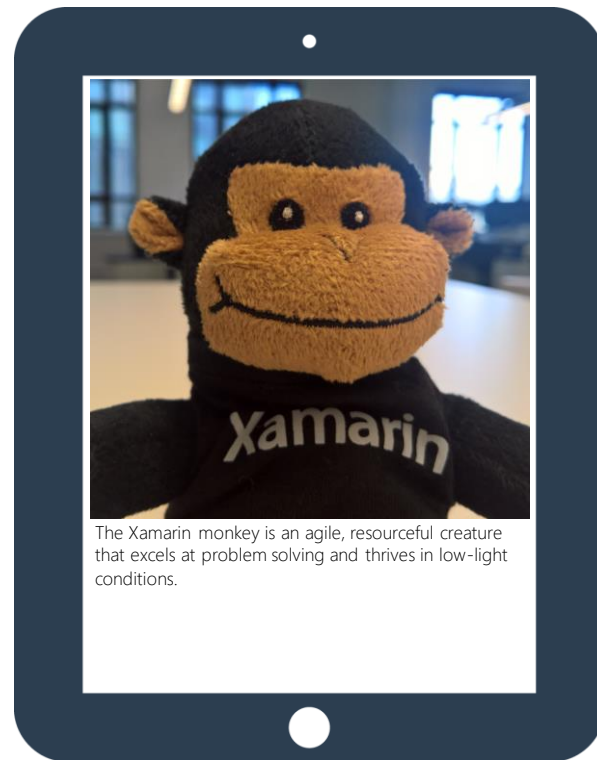 Xamarin
The Xamarin monkey is an agile, resourceful creature
that excels at problem solving and thrives in low-light
conditions.